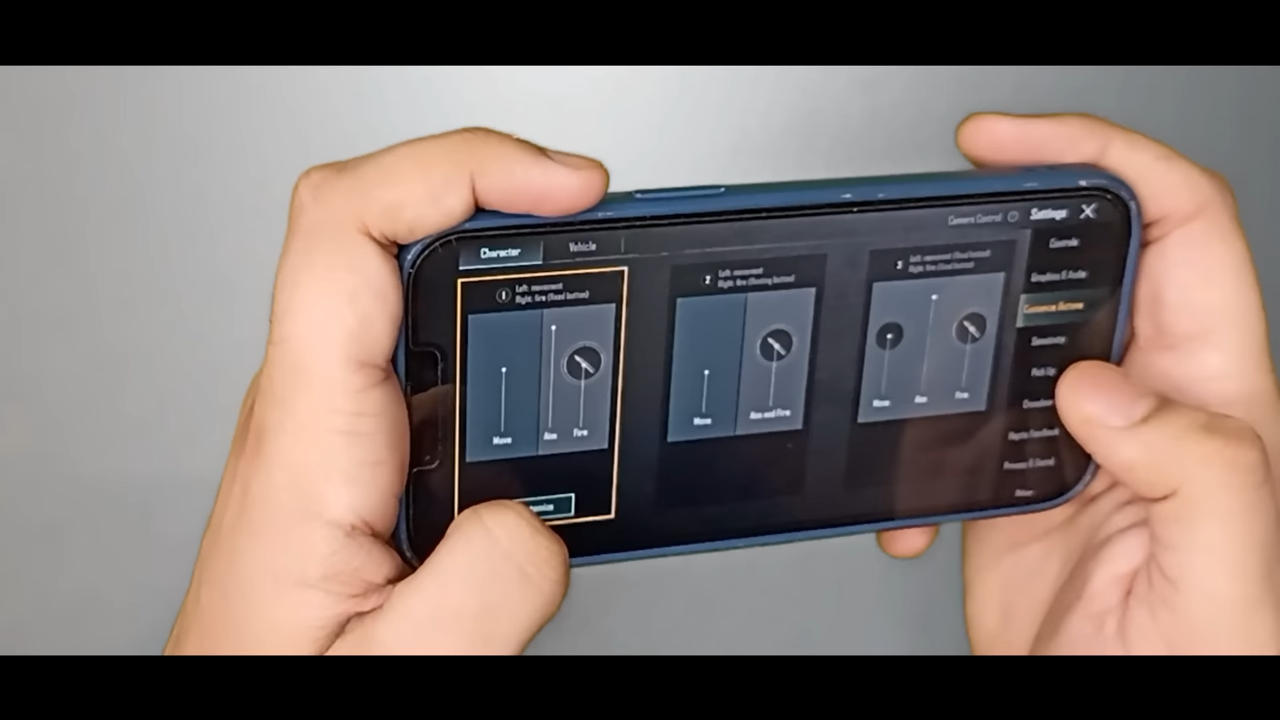 Camera Control
Settings
Character
Vehicle
1
Left: movement
Right: fire (fixed button)
Move
Aim
Fire
2
Left: movement
Right: fire (floating button)
Move
Aim and Fire
3
Left: movement (fixed button)
Right: fire (fixed button)
Move
Aim
Fire
Controls
Graphics & Audio
Sensitivity
Pick Up
Haptic Feedback